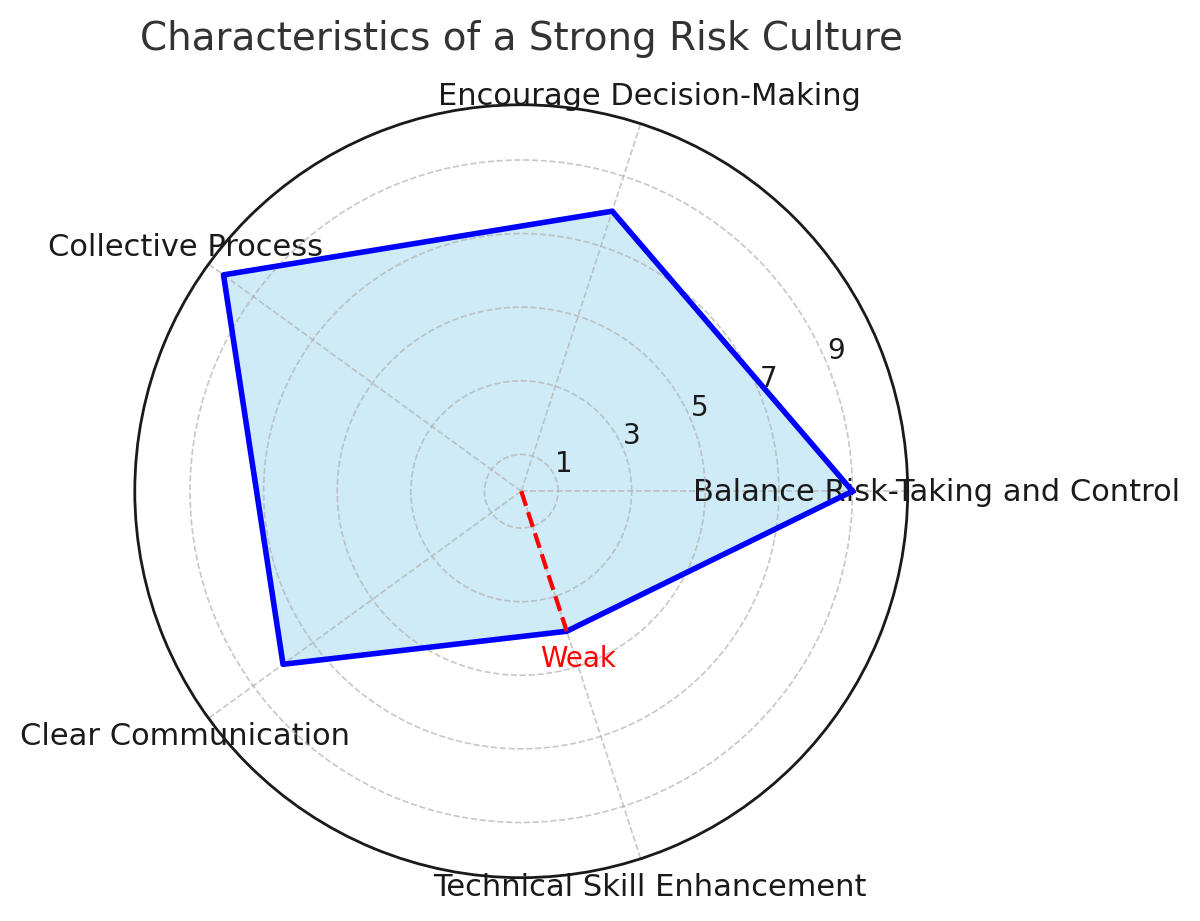 Characteristics of a Strong Risk Culture
Encourage Decision-Making
Collective Process
9
7
5
3
1
Balance Risk-Taking and Control
Weak
Clear Communication
Technical Skill Enhancement